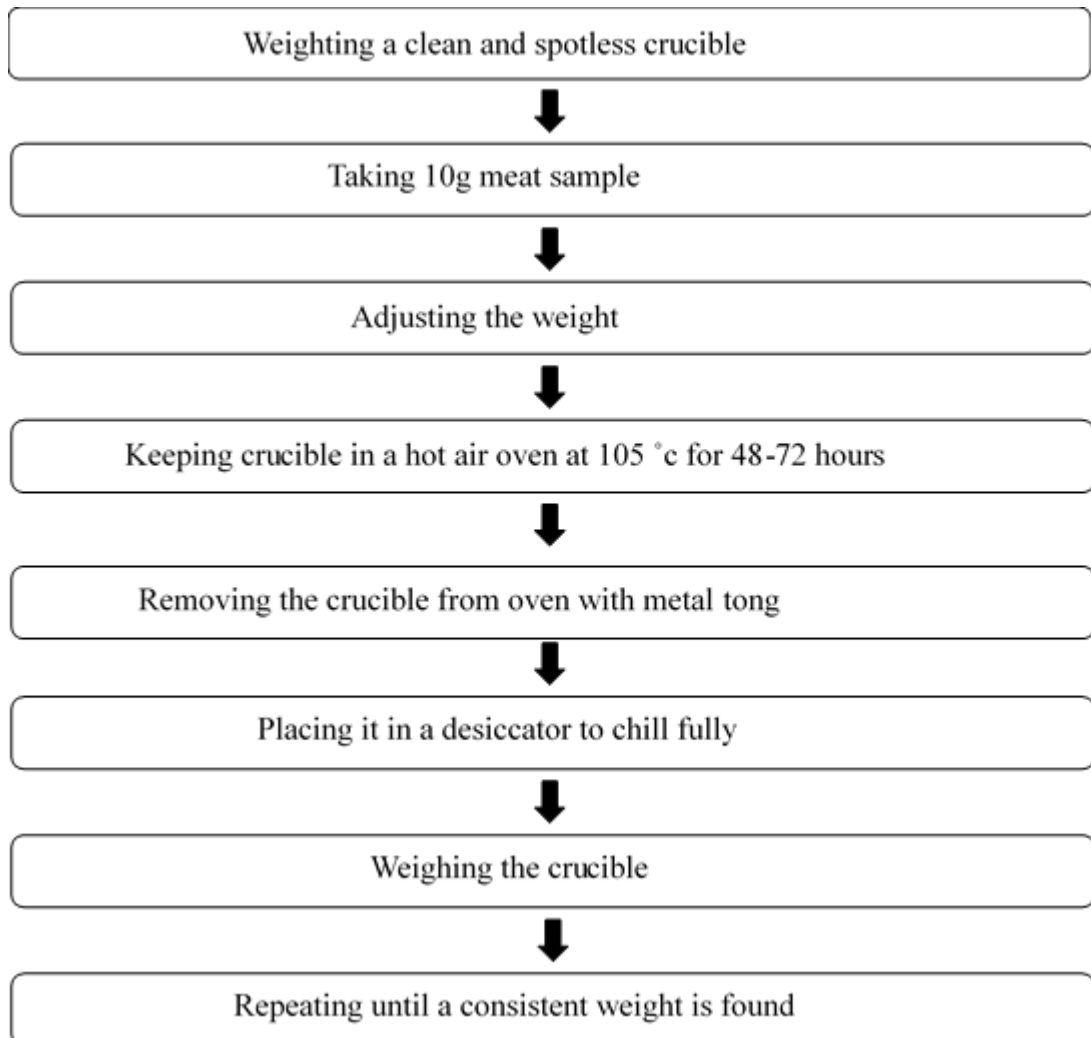 Weighting a clean and spotless crucible
Taking 10g meat sample
Adjusting the weight
Keeping crucible in a hot air oven at 105 ˚c for 48-72 hours
Removing the crucible from oven with metal tong
Placing it in a desiccator to chill fully
Weighing the crucible
Repeating until a consistent weight is found